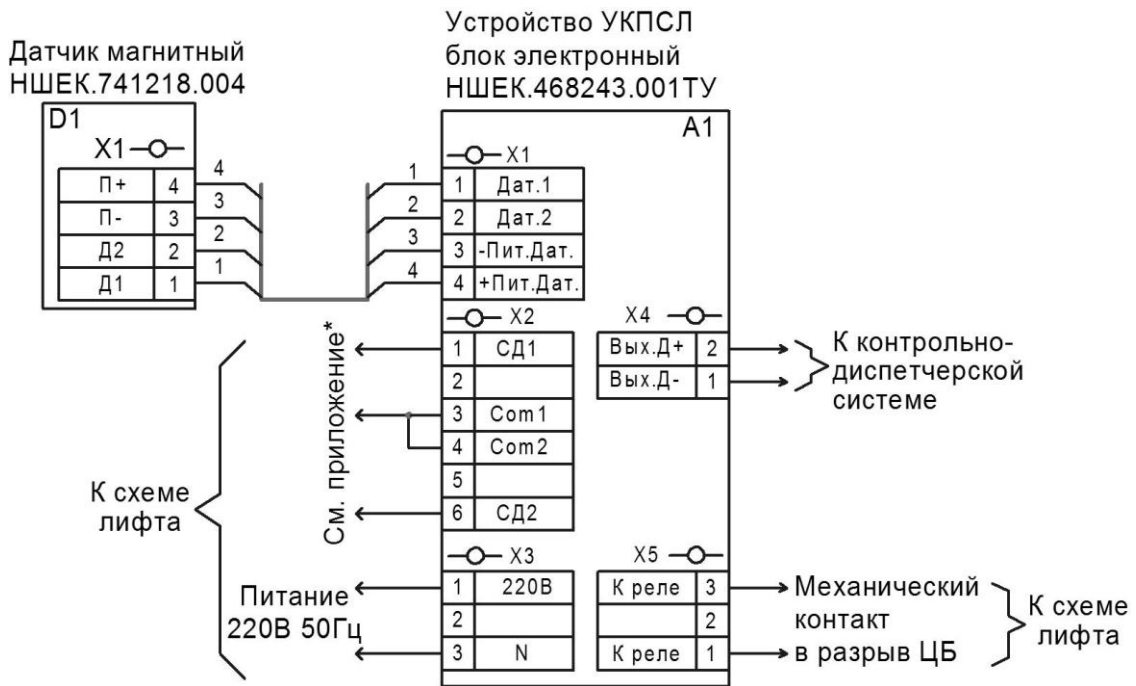 Датчик магнитный
НШЕК.741218.004
Устройство УКПСЛ
блок электронный
НШЕК.468243.001ТУ
D1
X1
П+ 4 4
П- 3 3
Д2 2 2
Д1 1 1
A1
X1
1 1 Дат.1
2 2 Дат.2
3 3 -Пит.Дат.
4 4 +Пит.Дат.
X2
1 СД1
2
3 Com1
4 Com2
5
6 СД2
См. приложение*
К схеме
лифта
X3
1 220В
2
3 N
Питание
220В 50Гц
X4
Вых.Д+ 2
Вых.Д- 1
К контрольно-
диспетчерской
системе
X5
К реле 3
2
К реле 1
Механический
контакт
в разрыв ЦБ
К схеме
лифта